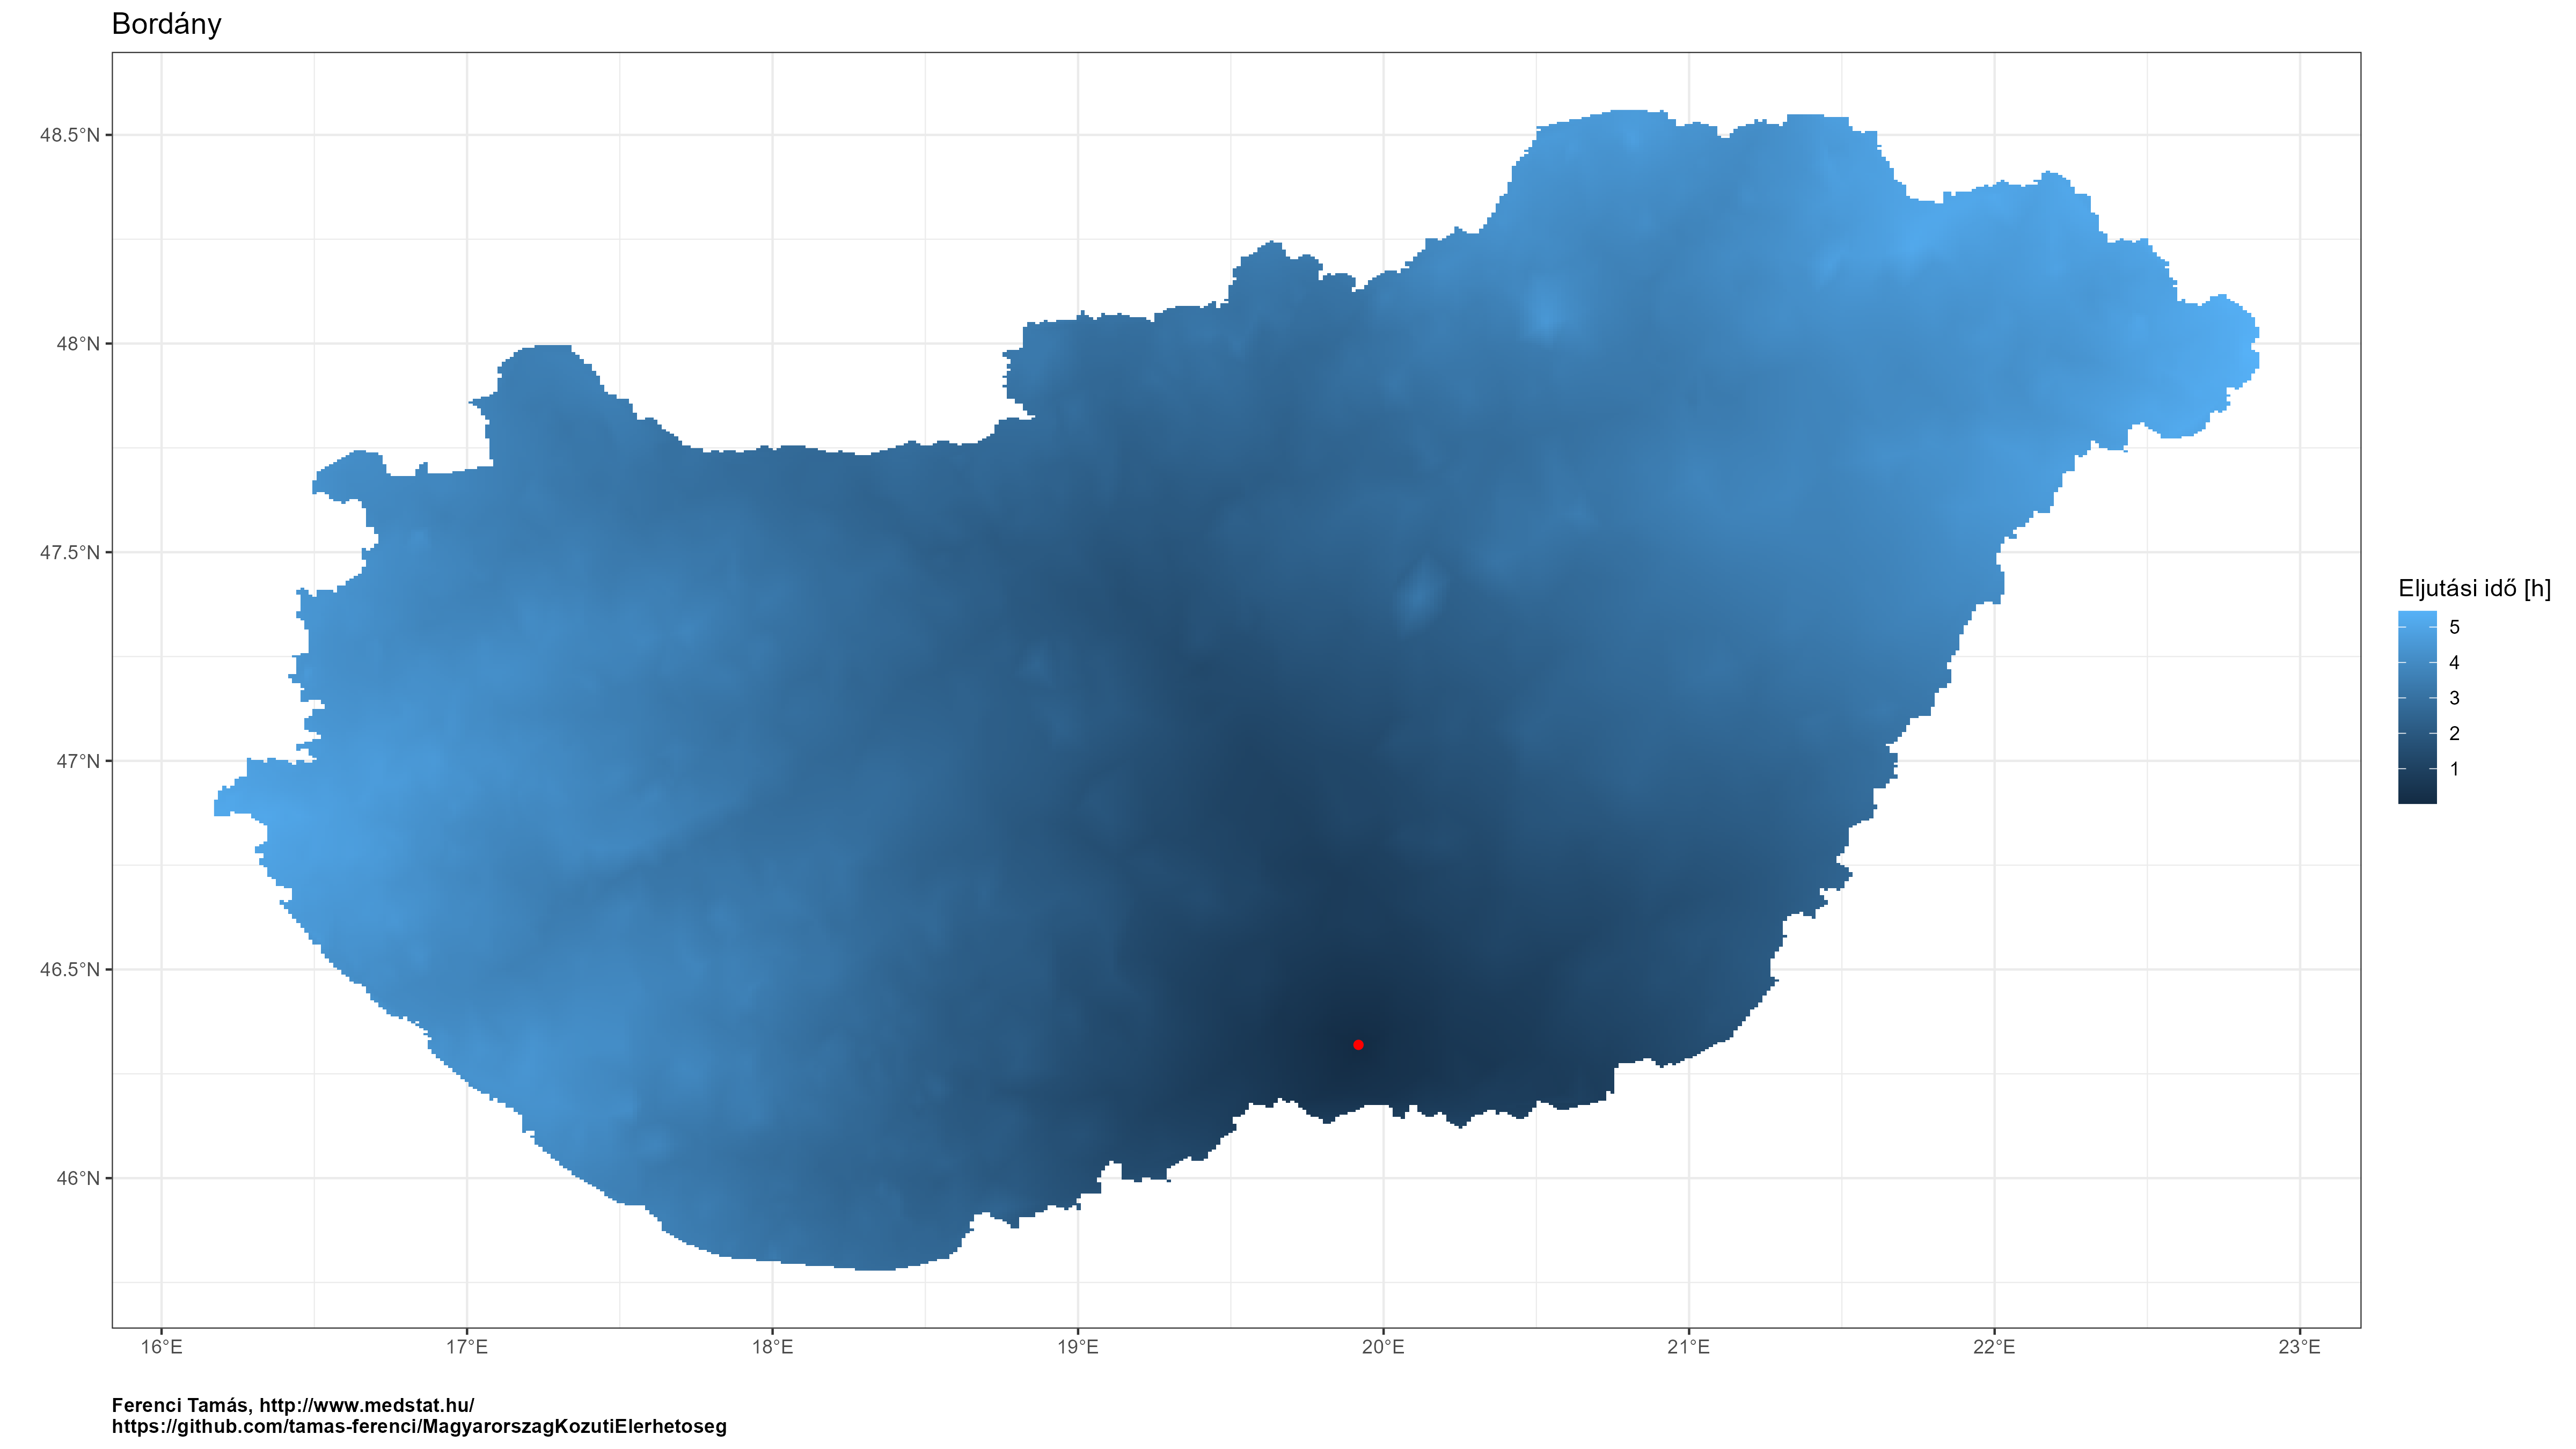 Bordány
48.5°N
48°N
47.5°N
47°N
46.5°N
46°N
16°E 17°E 18°E 19°E 20°E 21°E 22°E 23°E
Eljutási idő [h]
5
4
3
2
1
Ferenci Tamás, http://www.medstat.hu/
https://github.com/tamas-ferenci/MagyarorszagKozutiElerhetoseg